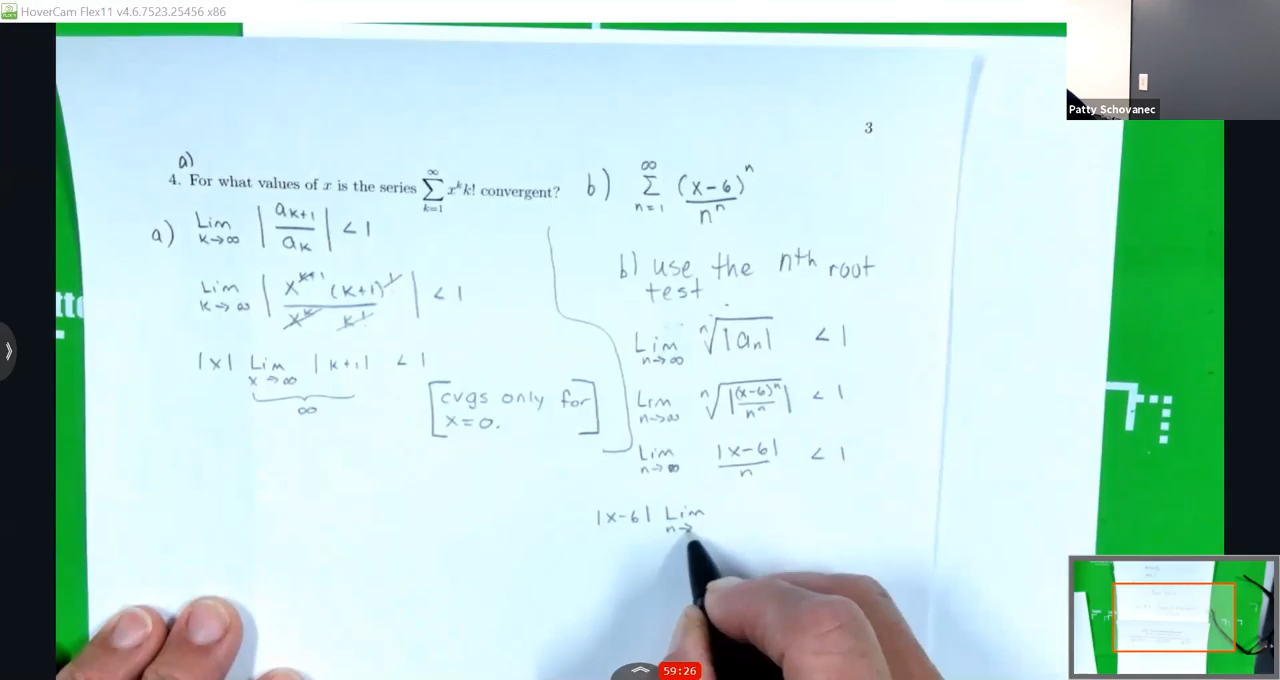 HoverCam Flex11 v4.6.7523.25456 x86
Patty Schovanec
3
a)
4. For what values of x is the series ∑_{k=1}^{∞} x^k k! convergent?
a) Lim_{k→∞} |a_{k+1}/a_k| < 1
Lim_{k→∞} |x^{k+1} (k+1)!/(x^k k!)| < 1
|x| Lim_{x→∞} |k+1| < 1
∞
[cvgs only for
x=0.]
b) ∑_{n=1}^{∞} (x-6)^n/n^n
b) use the nth root
test
Lim_{n→∞} ⁿ√|a_n| < 1
Lim_{n→∞} ⁿ√|(x-6)^n/n^n| < 1
Lim_{n→∞} |x-6|/n < 1
|x-6| Lim_{n→
59:26